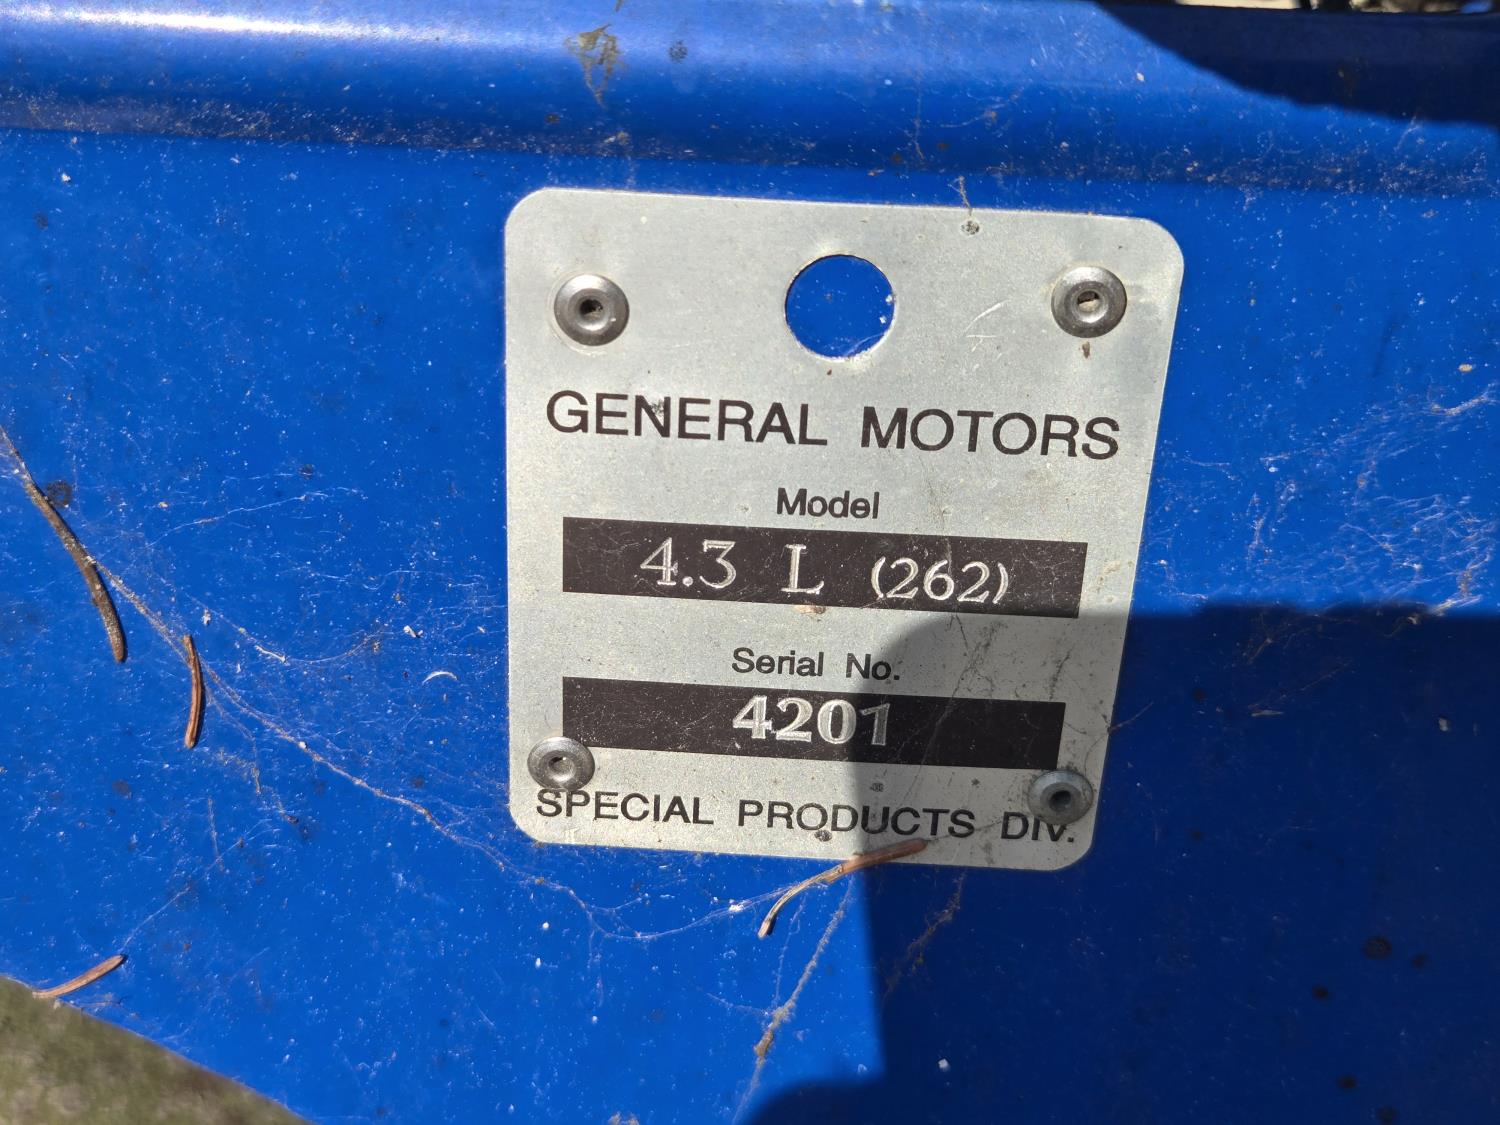 GENERAL MOTORS
Model
4.3 L (262)
Serial No.
4201
SPECIAL PRODUCTS DIV.